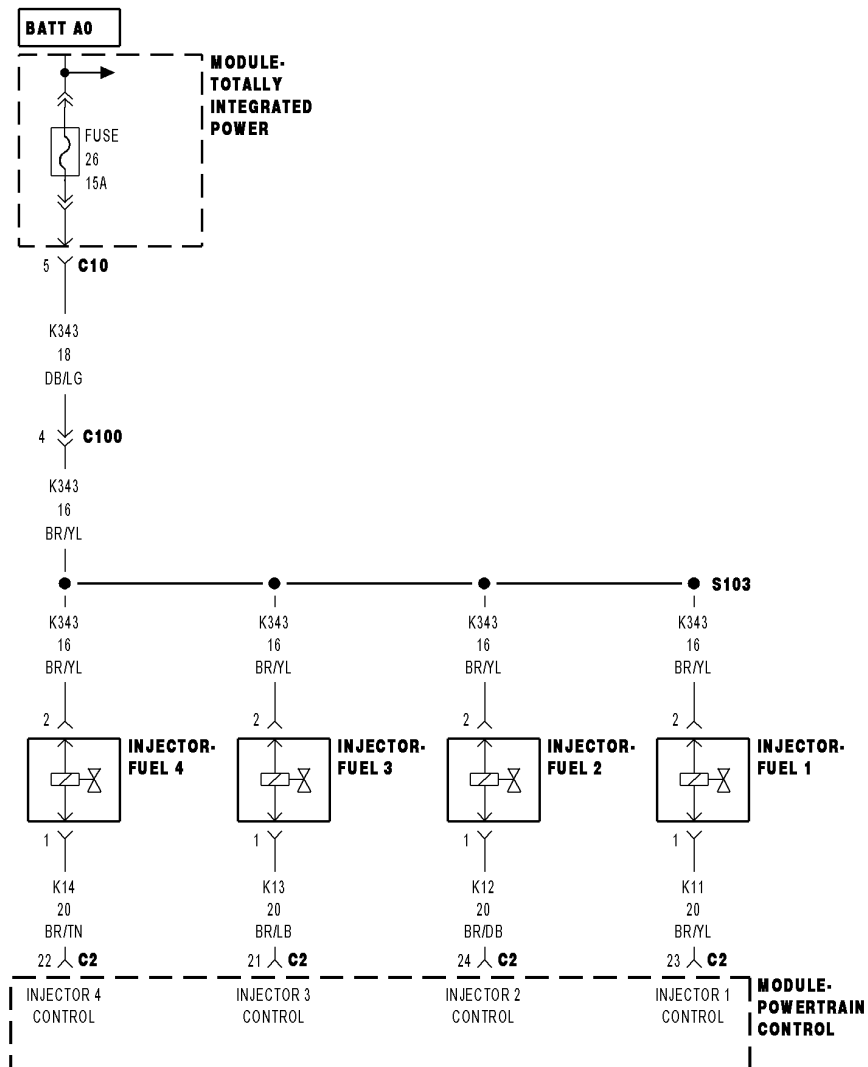 BATT A0
MODULE-
TOTALLY
INTEGRATED
POWER
FUSE
26
15A
5 C10
K343
18
DB/LG
4 C100
K343
16
BR/YL
S103
K343 K343 K343 K343
16 16 16 16
BR/YL BR/YL BR/YL BR/YL
2 2 2 2
INJECTOR- INJECTOR- INJECTOR- INJECTOR-
FUEL 4 FUEL 3 FUEL 2 FUEL 1
1 1 1 1
K14 K13 K12 K11
20 20 20 20
BR/TN BR/LB BR/DB BR/YL
22 C2 21 C2 24 C2 23 C2
INJECTOR 4 INJECTOR 3 INJECTOR 2 INJECTOR 1
CONTROL CONTROL CONTROL CONTROL
MODULE-
POWERTRAIN
CONTROL